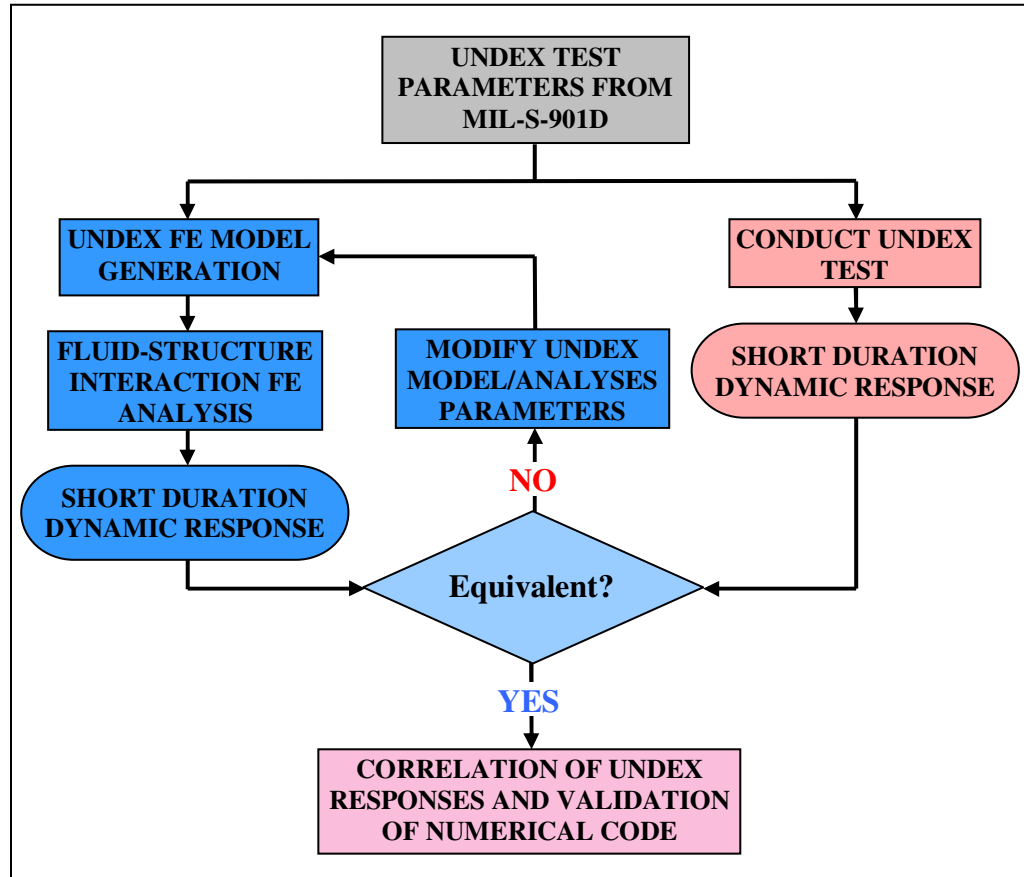 UNDEX TEST
PARAMETERS FROM
MIL-S-901D
UNDEX FE MODEL
GENERATION
CONDUCT UNDEX
TEST
FLUID-STRUCTURE
INTERACTION FE
ANALYSIS
MODIFY UNDEX
MODEL/ANALYSES
PARAMETERS
SHORT DURATION
DYNAMIC RESPONSE
NO
SHORT DURATION
DYNAMIC RESPONSE
Equivalent?
YES
CORRELATION OF UNDEX
RESPONSES AND VALIDATION
OF NUMERICAL CODE